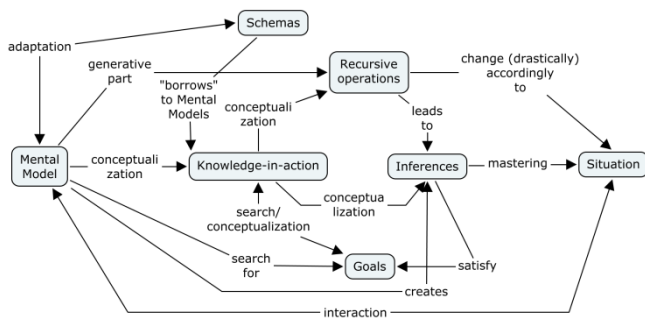 Schemas
adaptation
generative
part
Recursive
operations
change (drastically)
accordingly
to
"borrows"
to Mental
Models
conceptuali
zation
leads
to
Mental
Model
conceptuali
zation
Knowledge-in-action
Inferences
mastering
Situation
conceptua
lization
search/
conceptualization
search
for
Goals
satisfy
creates
interaction